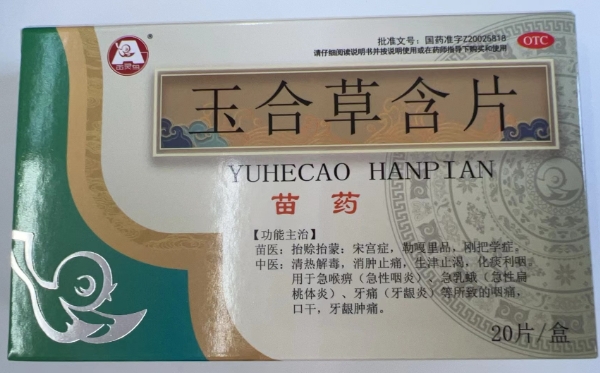 批准文号：国药准字Z20025818
请仔细阅读说明书并按说明使用或在药师指导下购买和使用
OTC
®
玉合草含片
YUHECAO HANPIAN
苗药
【功能主治】
苗医：抬赊抬蒙：宋宫症，勒嘎里品，刚把学症，
中医：清热解毒，消肿止痛，生津止渴，化痰利咽
用于急喉痹（急性咽炎）、急乳蛾（急性扁
桃体炎）、牙痛（牙龈炎）等所致的咽痛，
口干，牙龈肿痛。
20片/盒